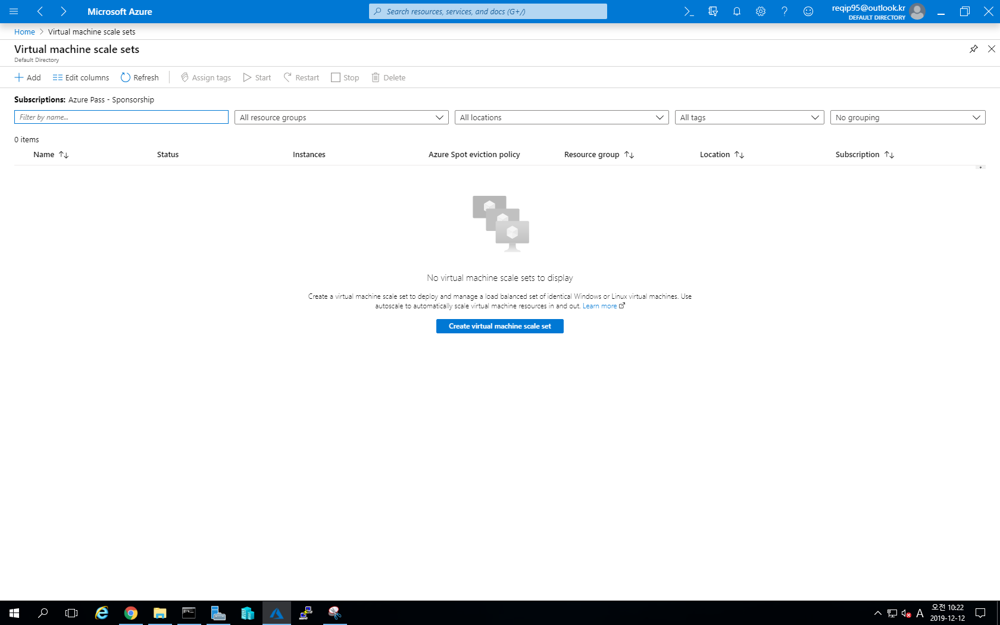 Microsoft Azure
Search resources, services, and docs (G+/)
reqip95@outlook.kr
DEFAULT DIRECTORY
Home > Virtual machine scale sets
Virtual machine scale sets
Default Directory
Add Edit columns Refresh Assign tags Start Restart Stop Delete
Subscriptions: Azure Pass - Sponsorship
Filter by name... All resource groups All locations All tags No grouping
0 items
Name Status Instances Azure Spot eviction policy Resource group Location Subscription
No virtual machine scale sets to display
Create a virtual machine scale set to deploy and manage a load balanced set of identical Windows or Linux virtual machines. Use
autoscale to automatically scale virtual machine resources in and out. Learn more
Create virtual machine scale set
A
오전 10:22
2019-12-12